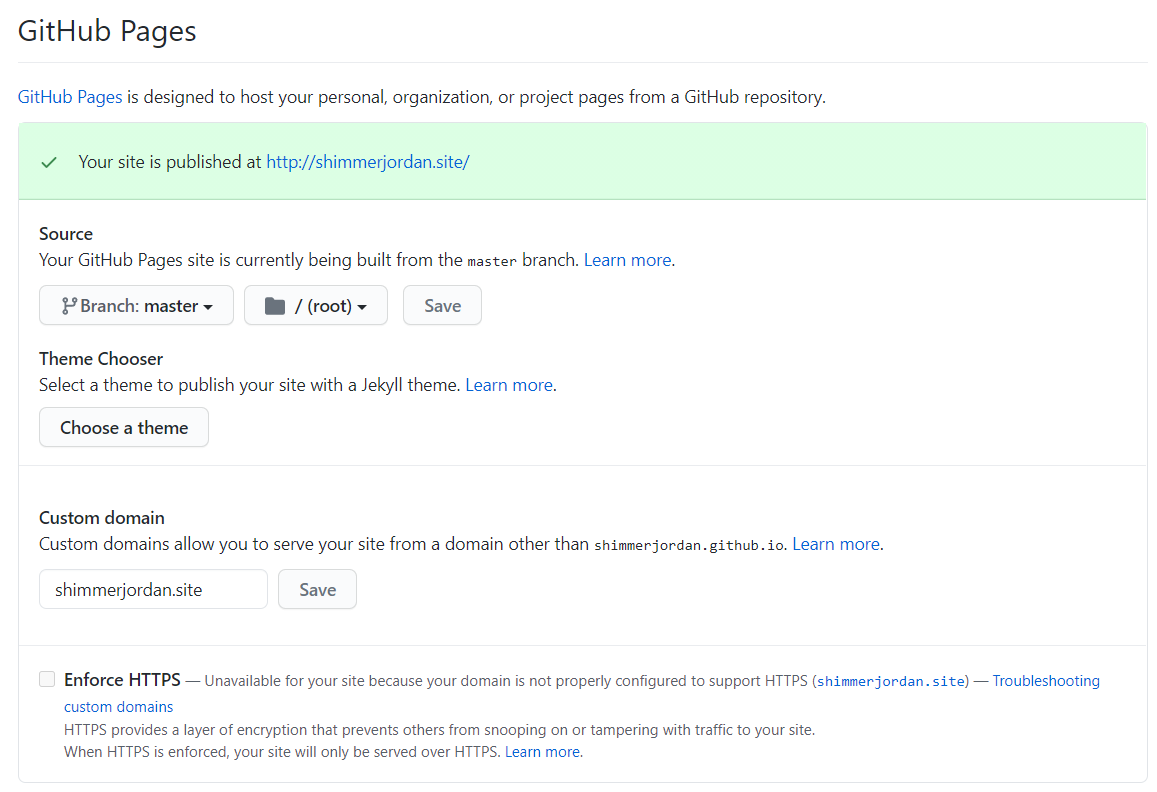 GitHub Pages
GitHub Pages is designed to host your personal, organization, or project pages from a GitHub repository.
Your site is published at http://shimmerjordan.site/
Source
Your GitHub Pages site is currently being built from the master branch. Learn more.
Branch: master
/ (root)
Save
Theme Chooser
Select a theme to publish your site with a Jekyll theme. Learn more.
Choose a theme
Custom domain
Custom domains allow you to serve your site from a domain other than shimmerjordan.github.io. Learn more.
shimmerjordan.site
Save
Enforce HTTPS — Unavailable for your site because your domain is not properly configured to support HTTPS (shimmerjordan.site) — Troubleshooting
custom domains
HTTPS provides a layer of encryption that prevents others from snooping on or tampering with traffic to your site.
When HTTPS is enforced, your site will only be served over HTTPS. Learn more.